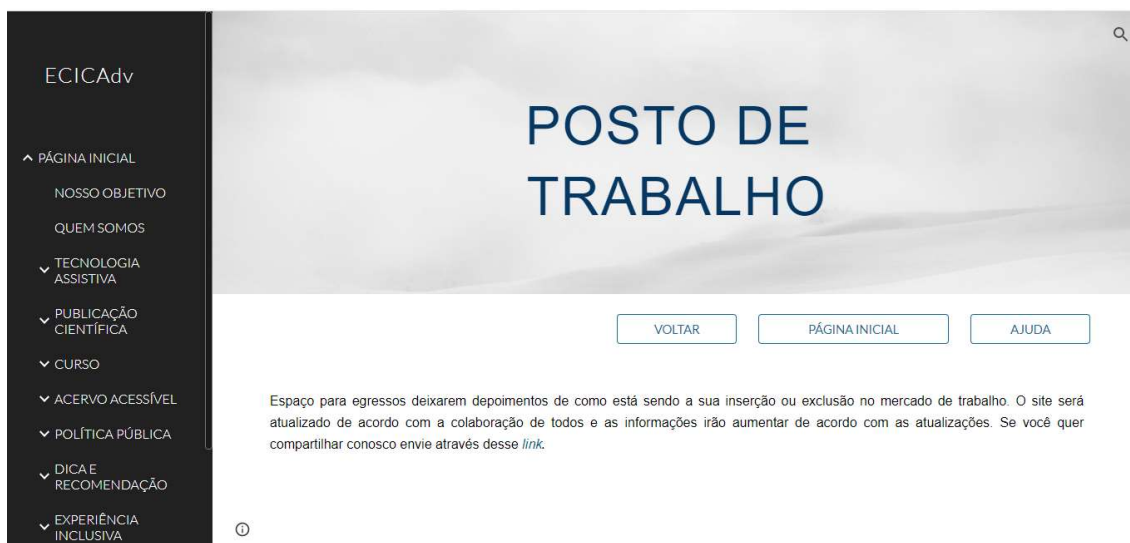 ECICAdv
PÁGINA INICIAL
NOSSO OBJETIVO
QUEM SOMOS
TECNOLOGIA
ASSISTIVA
PUBLICAÇÃO
CIENTÍFICA
CURSO
ACERVO ACESSÍVEL
POLÍTICA PÚBLICA
DICA E
RECOMENDAÇÃO
EXPERIÊNCIA
INCLUSIVA
POSTO DE
TRABALHO
VOLTAR
PÁGINA INICIAL
AJUDA
Espaço para egressos deixarem depoimentos de como está sendo a sua inserção ou exclusão no mercado de trabalho. O site será
atualizado de acordo com a colaboração de todos e as informações irão aumentar de acordo com as atualizações. Se você quer
compartilhar conosco envie através desse link.